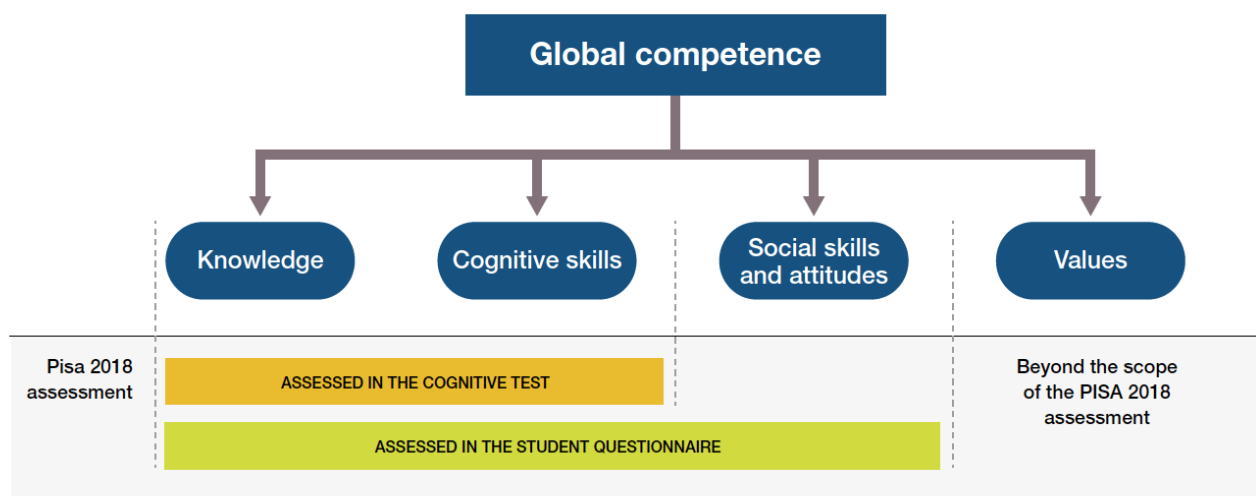 Global competence
Knowledge
Cognitive skills
Social skills
and attitudes
Values
Pisa 2018
assessment
ASSESSED IN THE COGNITIVE TEST
ASSESSED IN THE STUDENT QUESTIONNAIRE
Beyond the scope
of the PISA 2018
assessment